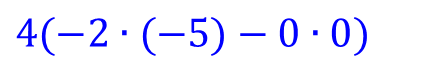 4(−2 · (−5) − 0 · 0)